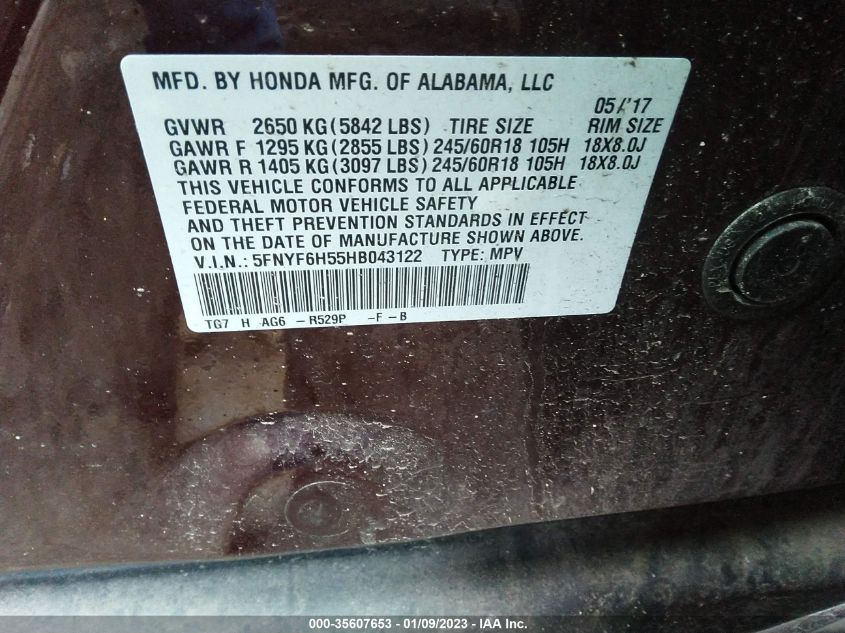 MFD. BY HONDA MFG. OF ALABAMA, LLC
05/'17
GVWR 2650 KG (5842 LBS) TIRE SIZE RIM SIZE
GAWR F 1295 KG (2855 LBS) 245/60R18 105H 18X8.0J
GAWR R 1405 KG (3097 LBS) 245/60R18 105H 18X8.0J
THIS VEHICLE CONFORMS TO ALL APPLICABLE
FEDERAL MOTOR VEHICLE SAFETY
AND THEFT PREVENTION STANDARDS IN EFFECT
ON THE DATE OF MANUFACTURE SHOWN ABOVE.
V.I.N.: 5FNYF6H55HB043122 TYPE: MPV
TG7 H AG6 - R529P -F - B
000-35607653 - 01/09/2023 - IAA Inc.